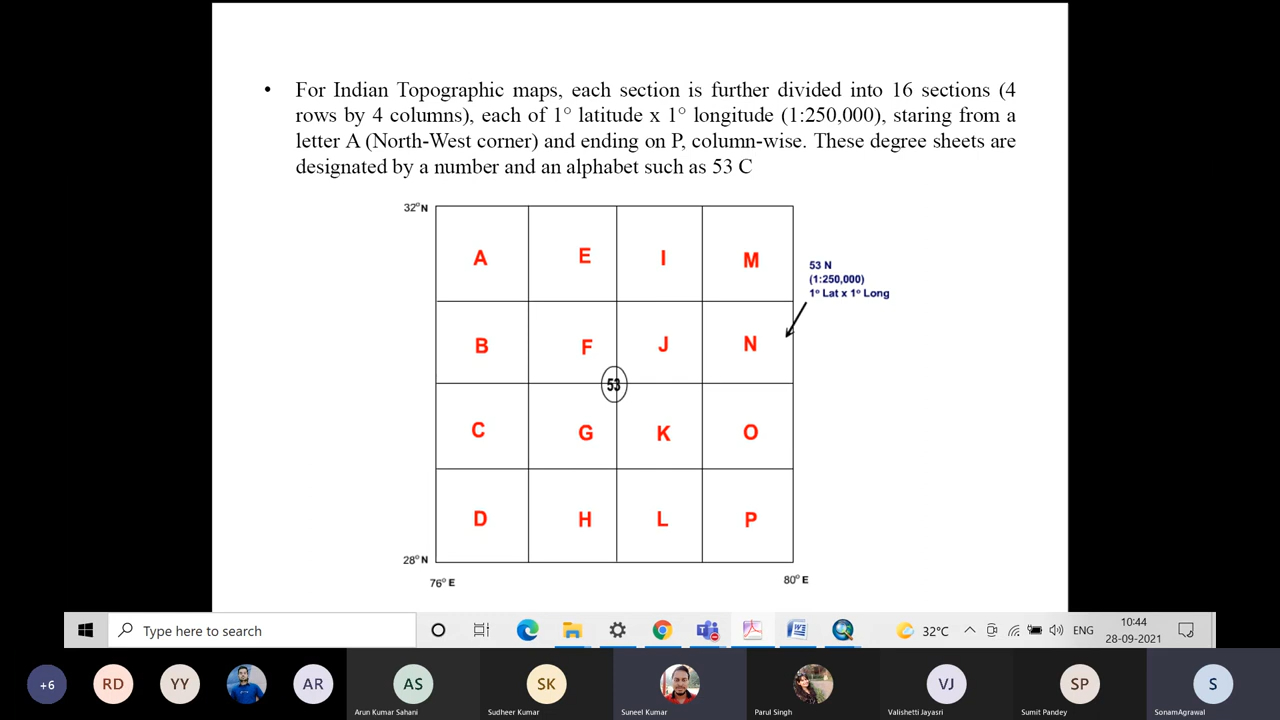 • For Indian Topographic maps, each section is further divided into 16 sections (4
rows by 4 columns), each of 1° latitude x 1° longitude (1:250,000), staring from a
letter A (North-West corner) and ending on P, column-wise. These degree sheets are
designated by a number and an alphabet such as 53 C
32°N
A E I M
53 N
(1:250,000)
1° Lat x 1° Long
B F J N
53
C G K O
D H L P
28°N
76° E
80° E
Type here to search
32°C
ENG
10:44
28-09-2021
+6
RD
YY
AR
AS
SK
VJ
SP
S
Arun Kumar Sahani
Sudheer Kumar
Suneel Kumar
Parul Singh
Valishetti Jayasri
Sumit Pandey
SonamAgrawal